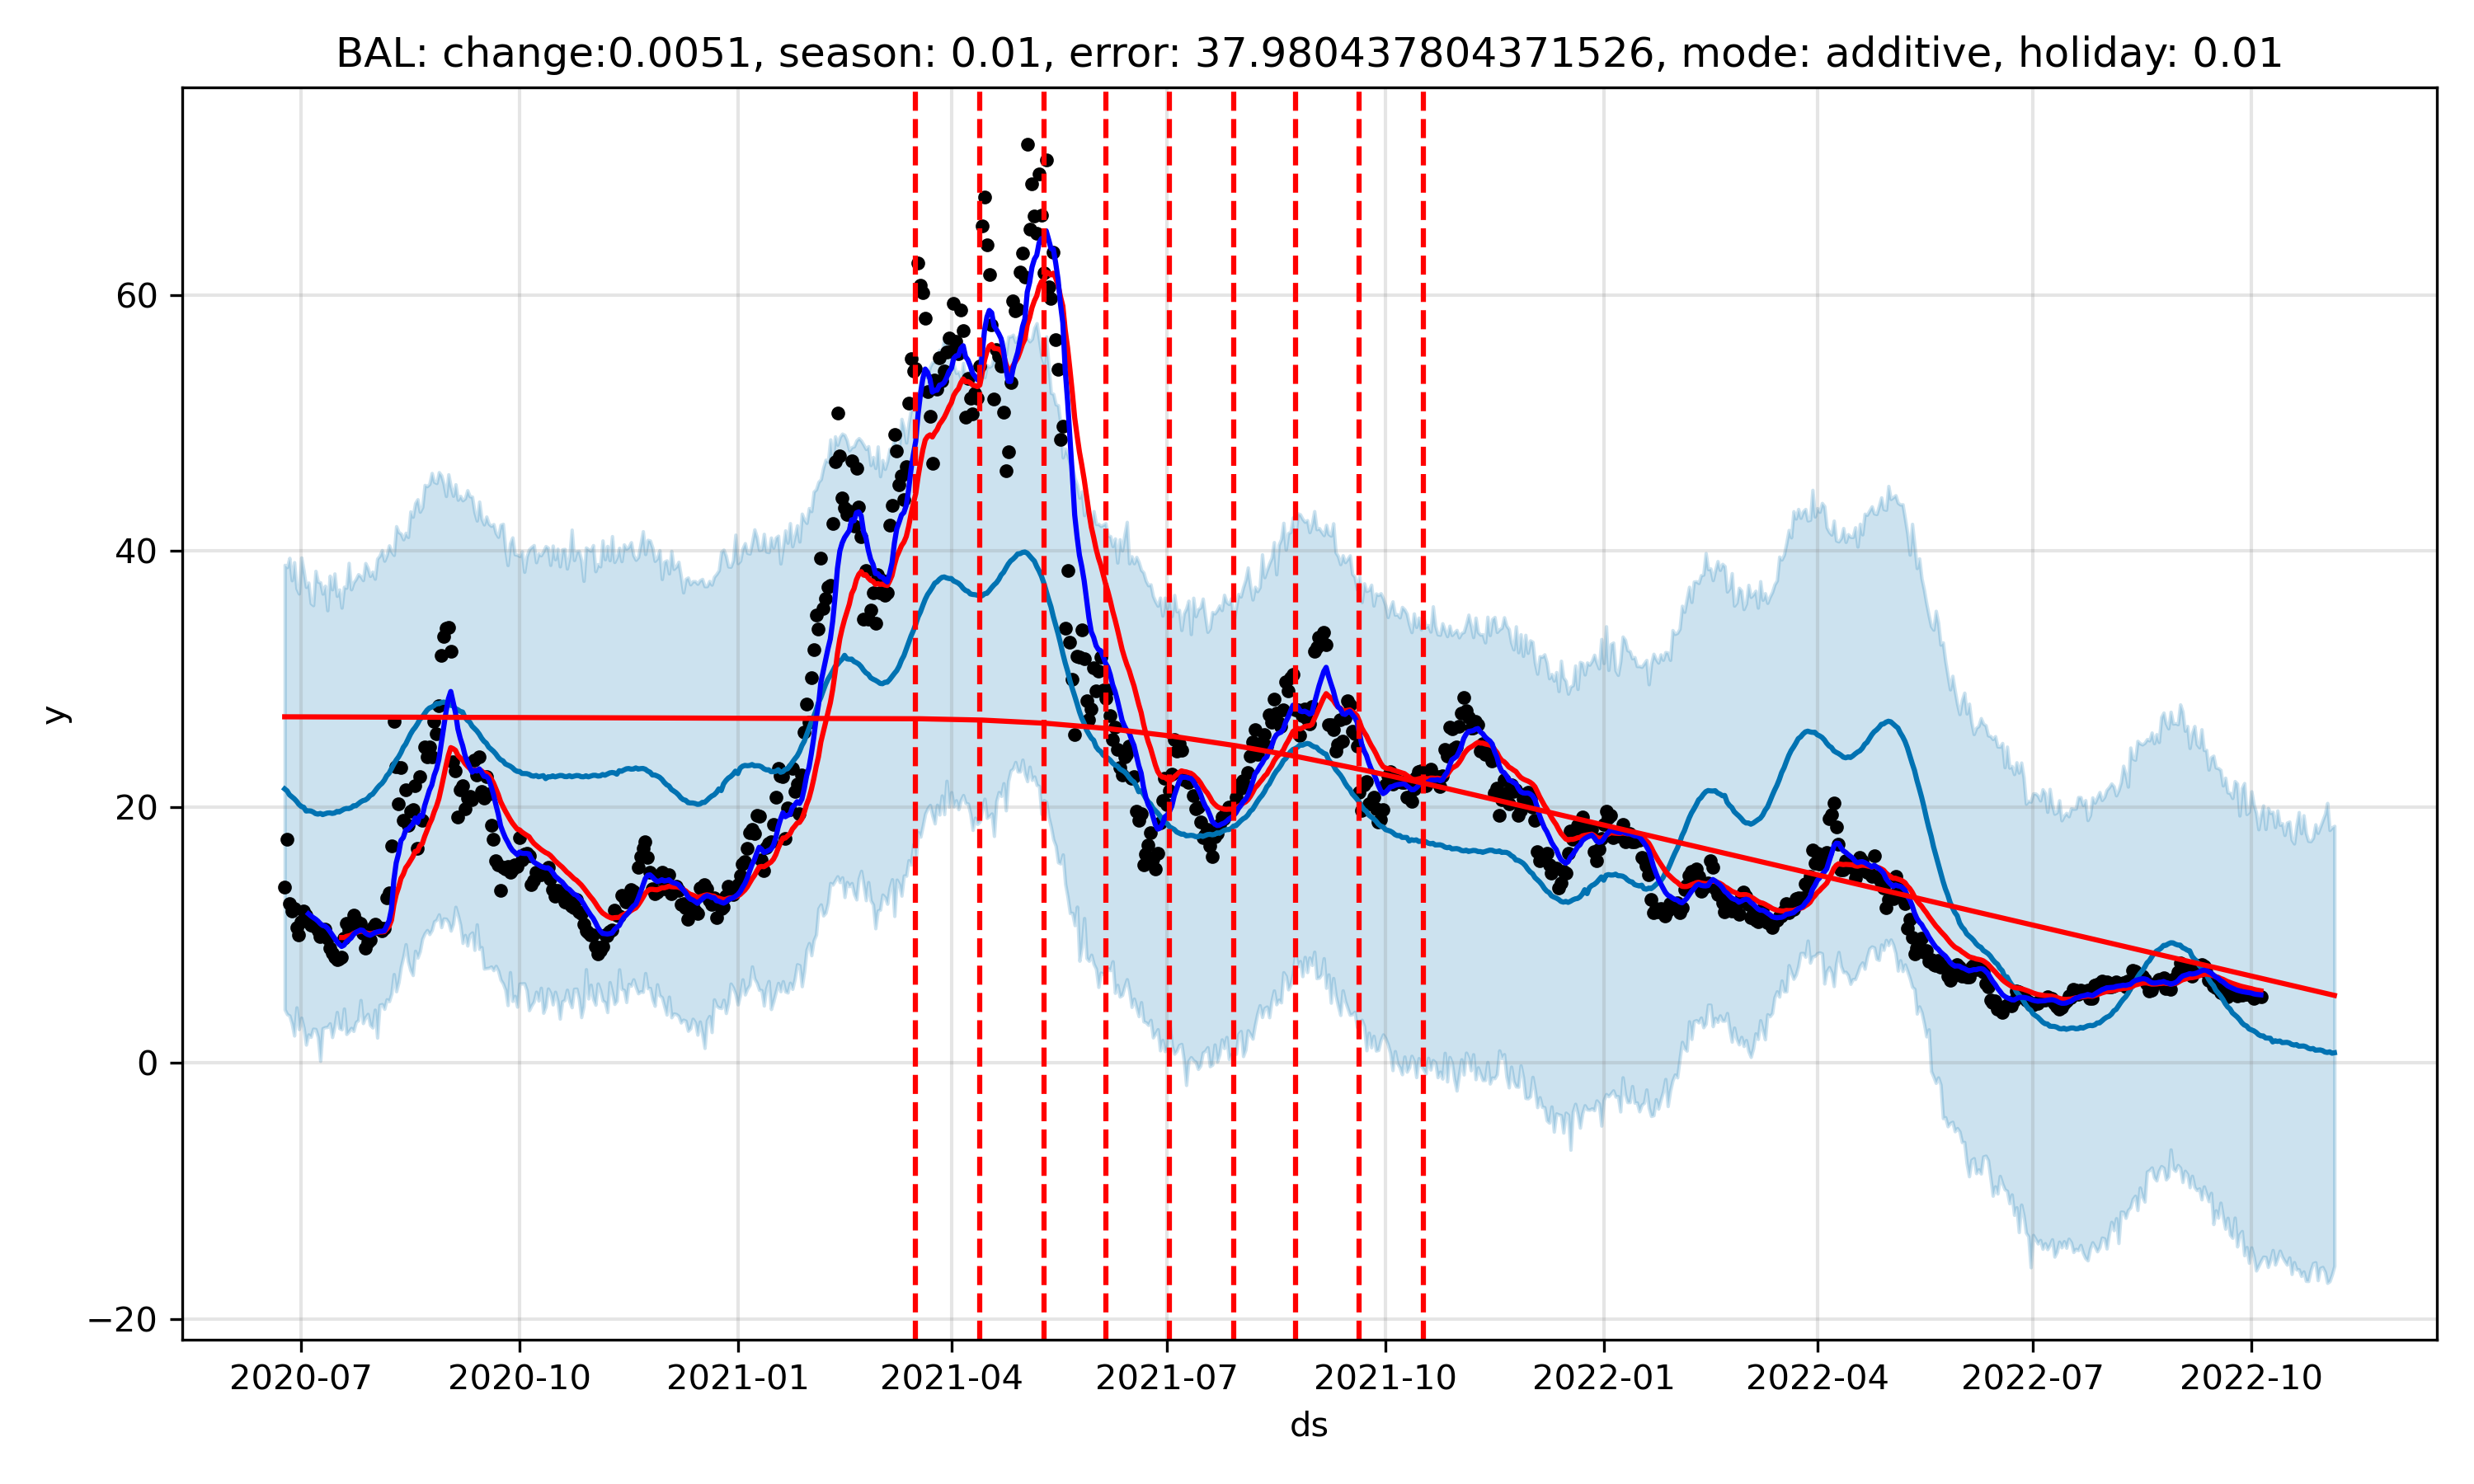 BAL: change:0.0051, season: 0.01, error: 37.980437804371526, mode: additive, holiday: 0.01
60
40
20
0
−20
y
2020-07 2020-10 2021-01 2021-04 2021-07 2021-10 2022-01 2022-04 2022-07 2022-10
ds